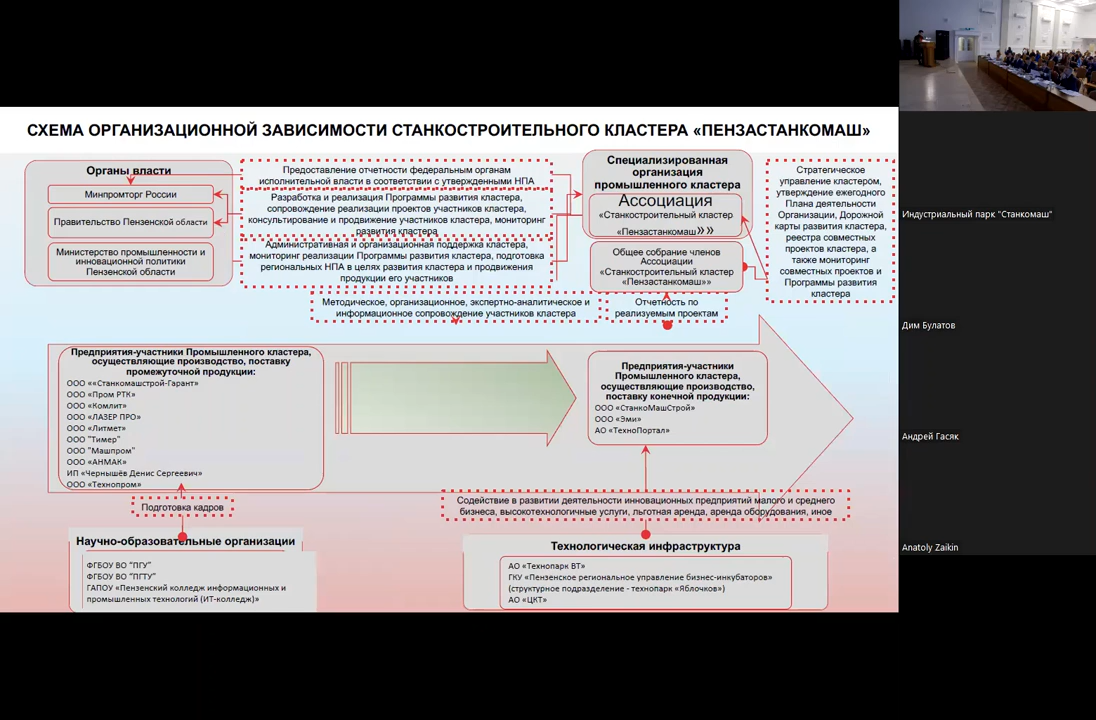 СХЕМА ОРГАНИЗАЦИОННОЙ ЗАВИСИМОСТИ СТАНКОСТРОИТЕЛЬНОГО КЛАСТЕРА «ПЕНЗАСТАНКОМАШ»
Органы власти
Минпромторг России
Правительство Пензенской области
Министерство промышленности и
инновационной политики
Пензенской области
Предоставление отчетности федеральным органам
исполнительной власти в соответствии с утвержденными НПА
Разработка и реализация Программы развития кластера,
сопровождение реализации проектов участников кластера,
консультирование и продвижение участников кластера, мониторинг
развития кластера
Административная и организационная поддержка кластера,
мониторинг реализации Программы развития кластера, подготовка
региональных НПА в целях развития кластера и продвижения
продукции его участников
Методическое, организационное, экспертно-аналитическое и
информационное сопровождение участников кластера
Специализированная
организация
промышленного кластера
Ассоциация
«Станкостроительный кластер
«Пензастанкомаш»»
Общее собрание членов
Ассоциации
«Станкостроительный кластер
«Пензастанкомаш»»
Отчетность по
реализуемым проектам
Стратегическое
управление кластером,
утверждение ежегодного
Плана деятельности
Организации, Дорожной
карты развития кластера,
реестра совместных
проектов кластера, а
также мониторинг
совместных проектов и
Программы развития
кластера
Предприятия-участники Промышленного кластера,
осуществляющие производство, поставку
промежуточной продукции:
ООО ««Станкомашстрой-Гарант»
ООО «Пром РТК»
ООО «Комлит»
ООО «ЛАЗЕР ПРО»
ООО «Литмет»
ООО "Тимер"
ООО "Машпром"
ООО «АНМАК»
ИП «Чернышёв Денис Сергеевич»
ООО «Технопром»
Предприятия-участники
Промышленного кластера,
осуществляющие производство,
поставку конечной продукции:
ООО «СтанкоМашСтрой»
ООО «Эми»
АО «ТехноПортал»
Подготовка кадров
Научно-образовательные организации
ФГБОУ ВО "ПГУ"
ФГБОУ ВО "ПГТУ"
ГАПОУ «Пензенский колледж информационных и
промышленных технологий (ИТ-колледж)»
Содействие в развитии деятельности инновационных предприятий малого и среднего
бизнеса, высокотехнологичные услуги, льготная аренда, аренда оборудования, иное
Технологическая инфраструктура
АО «Технопарк ВТ»
ГКУ «Пензенское региональное управление бизнес-инкубаторов»
(структурное подразделение - технопарк «Яблочков»)
АО «ЦКТ»
Индустриальный парк "Станкомаш"
Дим Булатов
Андрей Гасяк
Anatoly Zaikin